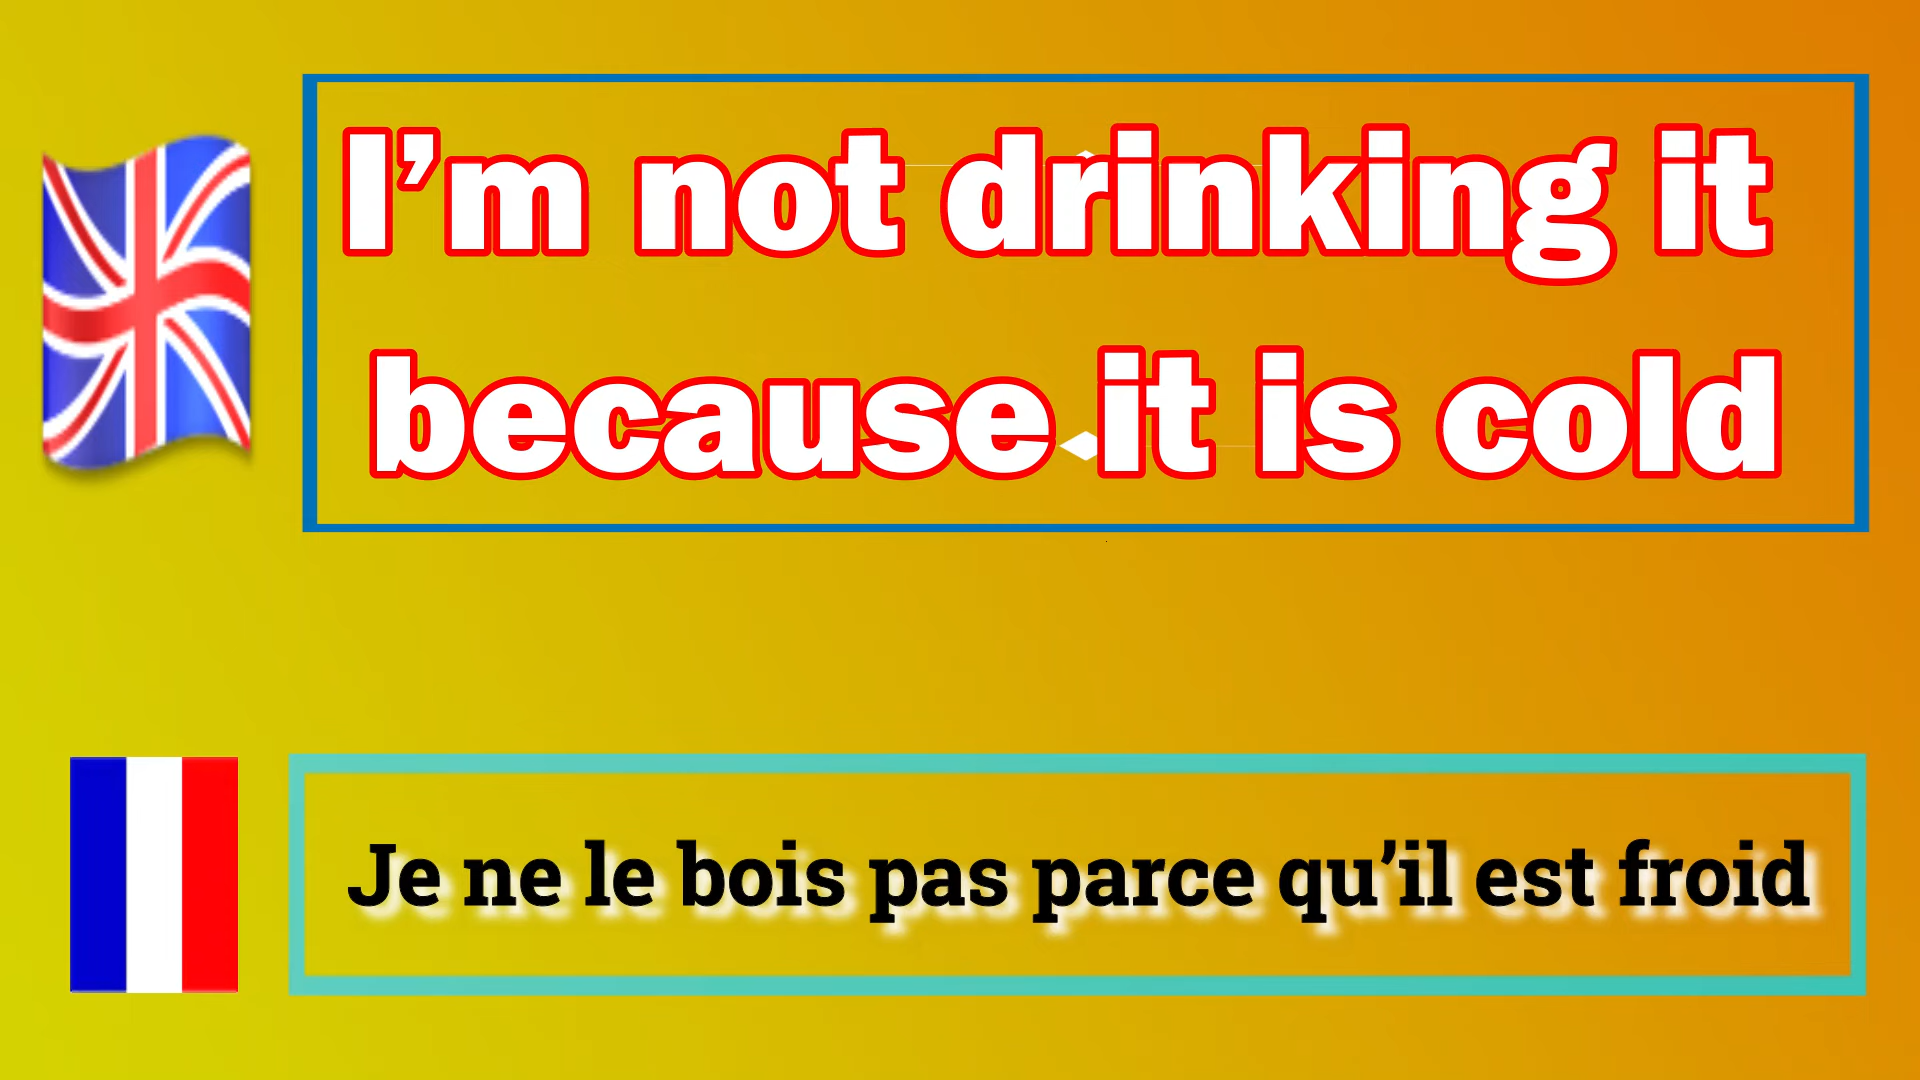 I’m not drinking it
because it is cold
Je ne le bois pas parce qu’il est froid